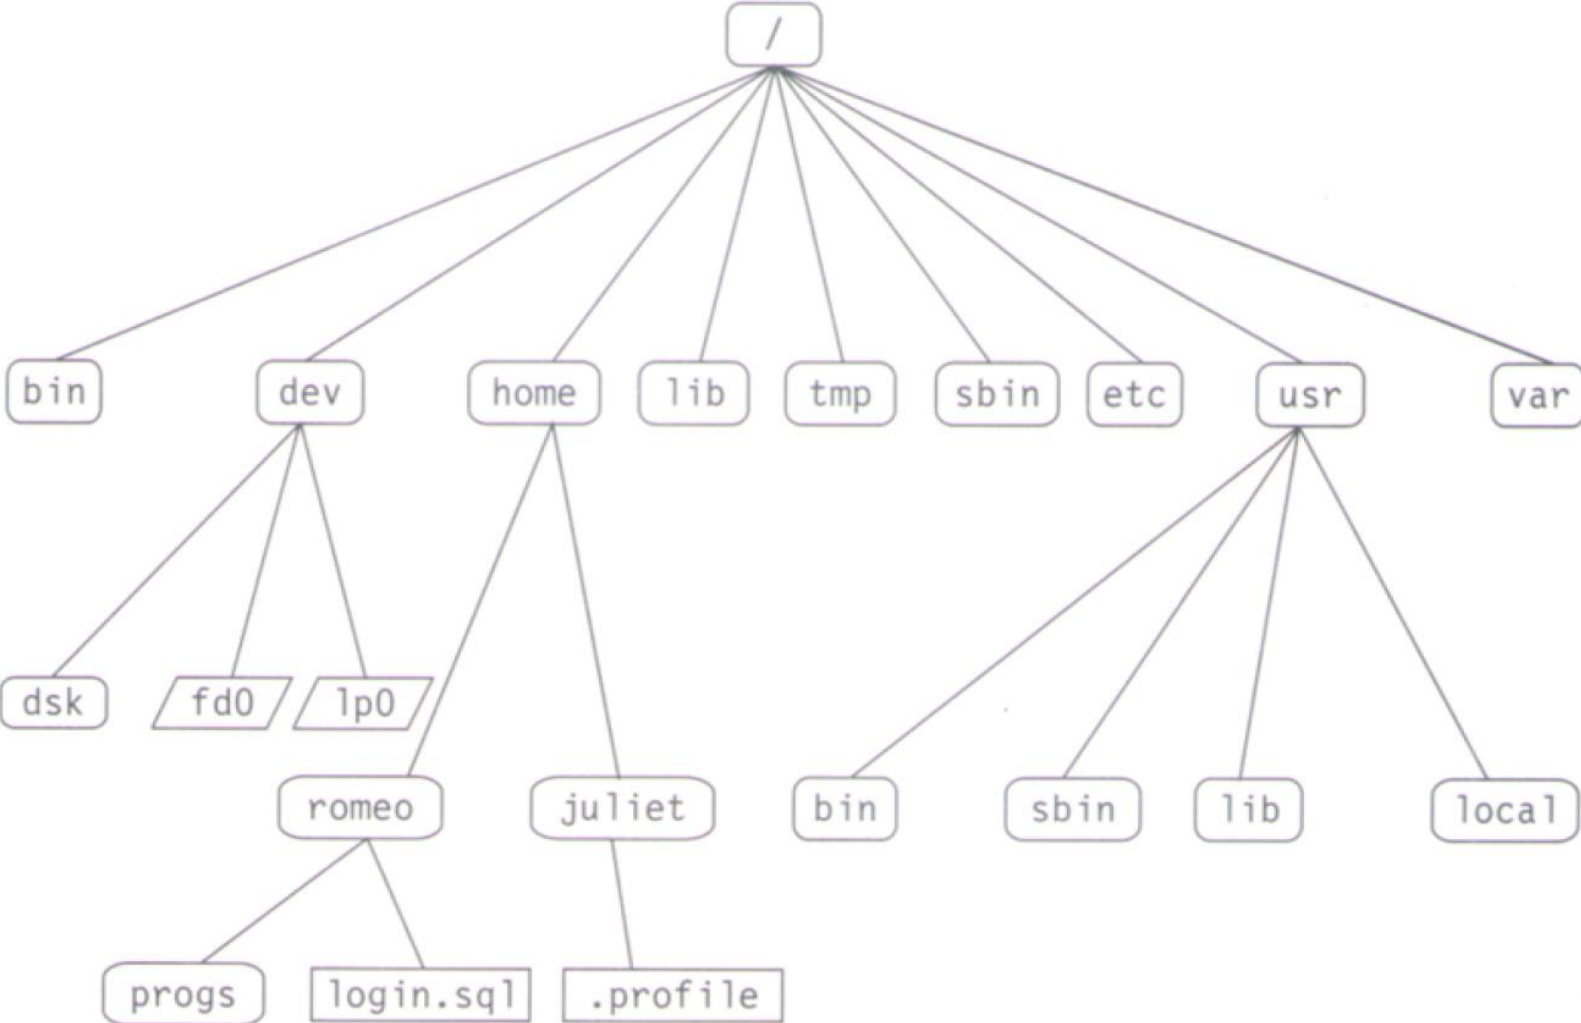 /
bin dev home lib tmp sbin etc usr var
dsk fd0 lp0
romeo juliet bin sbin lib local
progs login.sql .profile